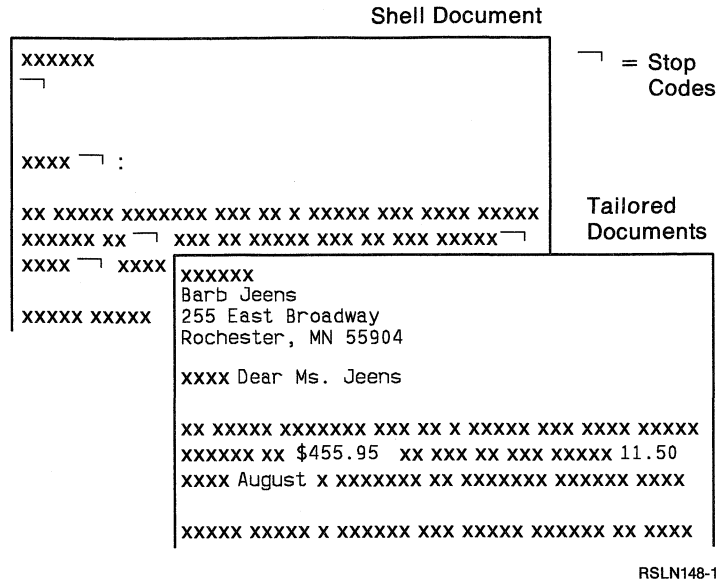 Shell Document
xxxxxx
¬ = Stop
Codes
xxxx ¬ :
xx xxxxx xxxxxxx xxx xx x xxxxx xxx xxxx xxxxx
xxxxxx xx ¬ xxx xx xxxxx xxx xx xxx xxxxx ¬
xxxx ¬ xxxx
xxxxx xxxxx
Tailored
Documents
xxxxxx
Barb Jeens
255 East Broadway
Rochester, MN 55904
xxxx Dear Ms. Jeens
xx xxxxx xxxxxxx xxx xx x xxxxx xxx xxxx xxxxx
xxxxxx xx $455.95 xx xxx xx xxx xxxxx 11.50
xxxx August x xxxxxxx xx xxxxxxx xxxxxx xxxx
xxxxx xxxxx x xxxxxx xxx xxxxx xxxxxx xx xxxx
RSLN148-1